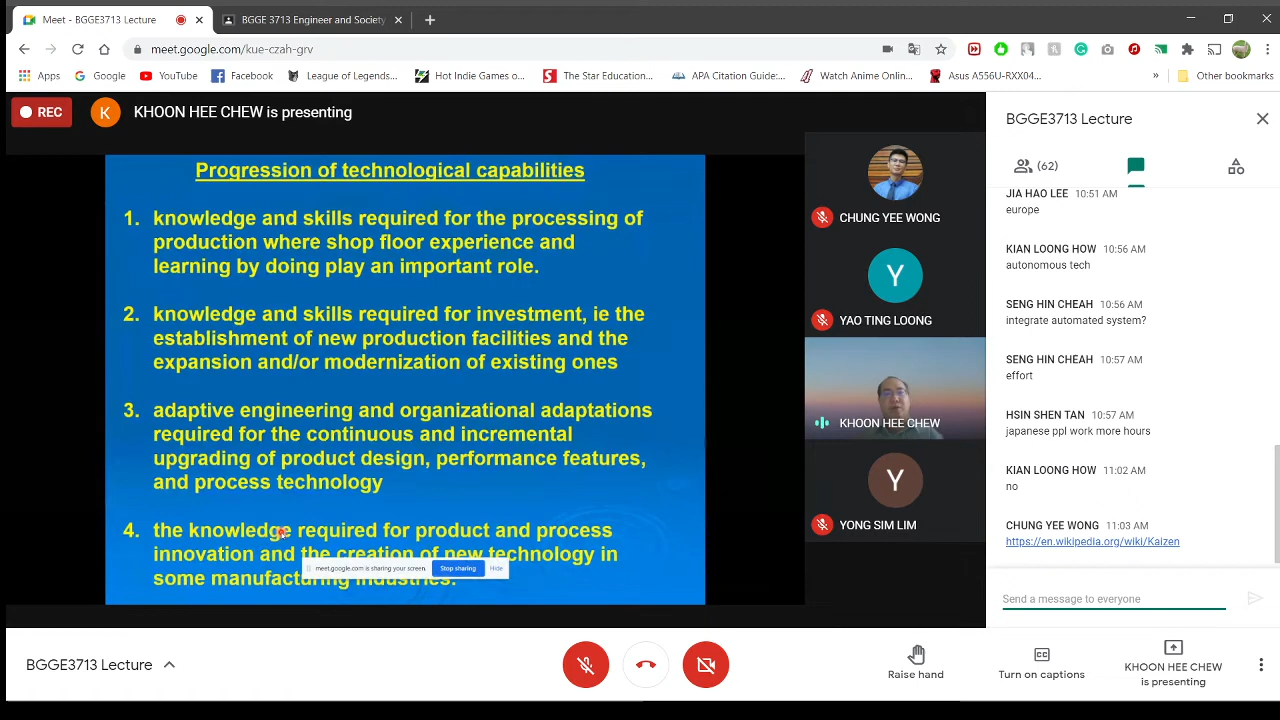 Meet - BGGE3713 Lecture
BGGE 3713 Engineer and Society
meet.google.com/kue-czah-grv
Apps
Google
YouTube
Facebook
League of Legends...
Hot Indie Games o...
The Star Education...
APA Citation Guide:...
Watch Anime Onlin...
Asus A556U-RXX04...
»
Other bookmarks
REC
K
KHOON HEE CHEW is presenting
Progression of technological capabilities
1. knowledge and skills required for the processing of
production where shop floor experience and
learning by doing play an important role.
2. knowledge and skills required for investment, ie the
establishment of new production facilities and the
expansion and/or modernization of existing ones
3. adaptive engineering and organizational adaptations
required for the continuous and incremental
upgrading of product design, performance features,
and process technology
4. the knowledge required for product and process
innovation and the creation of new technology in
some manufacturing industries.
meet.google.com is sharing your screen.
Stop sharing
Hide
CHUNG YEE WONG
Y
YAO TING LOONG
KHOON HEE CHEW
Y
YONG SIM LIM
BGGE3713 Lecture
(62)
JIA HAO LEE 10:51 AM
europe
KIAN LOONG HOW 10:56 AM
autonomous tech
SENG HIN CHEAH 10:56 AM
integrate automated system?
SENG HIN CHEAH 10:57 AM
effort
HSIN SHEN TAN 10:57 AM
japanese ppl work more hours
KIAN LOONG HOW 11:02 AM
no
CHUNG YEE WONG 11:03 AM
https://en.wikipedia.org/wiki/Kaizen
Send a message to everyone
BGGE3713 Lecture
Raise hand
Turn on captions
KHOON HEE CHEW
is presenting